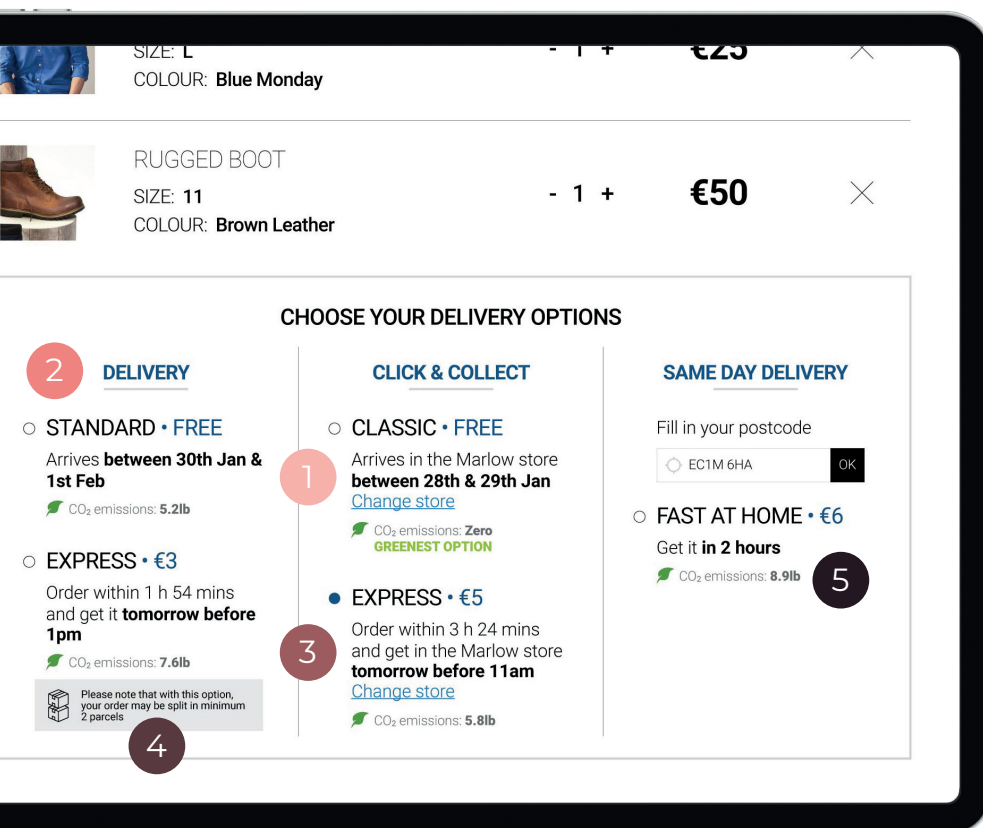 SIZE: L
- 1 + €25
COLOUR: Blue Monday
RUGGED BOOT
SIZE: 11
- 1 + €50
COLOUR: Brown Leather
CHOOSE YOUR DELIVERY OPTIONS
2
DELIVERY
STANDARD • FREE
Arrives between 30th Jan &
1st Feb
CO₂ emissions: 5.2lb
EXPRESS • €3
Order within 1 h 54 mins
and get it tomorrow before
1pm
CO₂ emissions: 7.6lb
Please note that with this option,
your order may be split in minimum
2 parcels
4
CLICK & COLLECT
CLASSIC • FREE
1
Arrives in the Marlow store
between 28th & 29th Jan
Change store
CO₂ emissions: Zero
GREENEST OPTION
EXPRESS • €5
3
Order within 3 h 24 mins
and get in the Marlow store
tomorrow before 11am
Change store
CO₂ emissions: 5.8lb
SAME DAY DELIVERY
Fill in your postcode
EC1M 6HA
OK
FAST AT HOME • €6
Get it in 2 hours
CO₂ emissions: 8.9lb
5